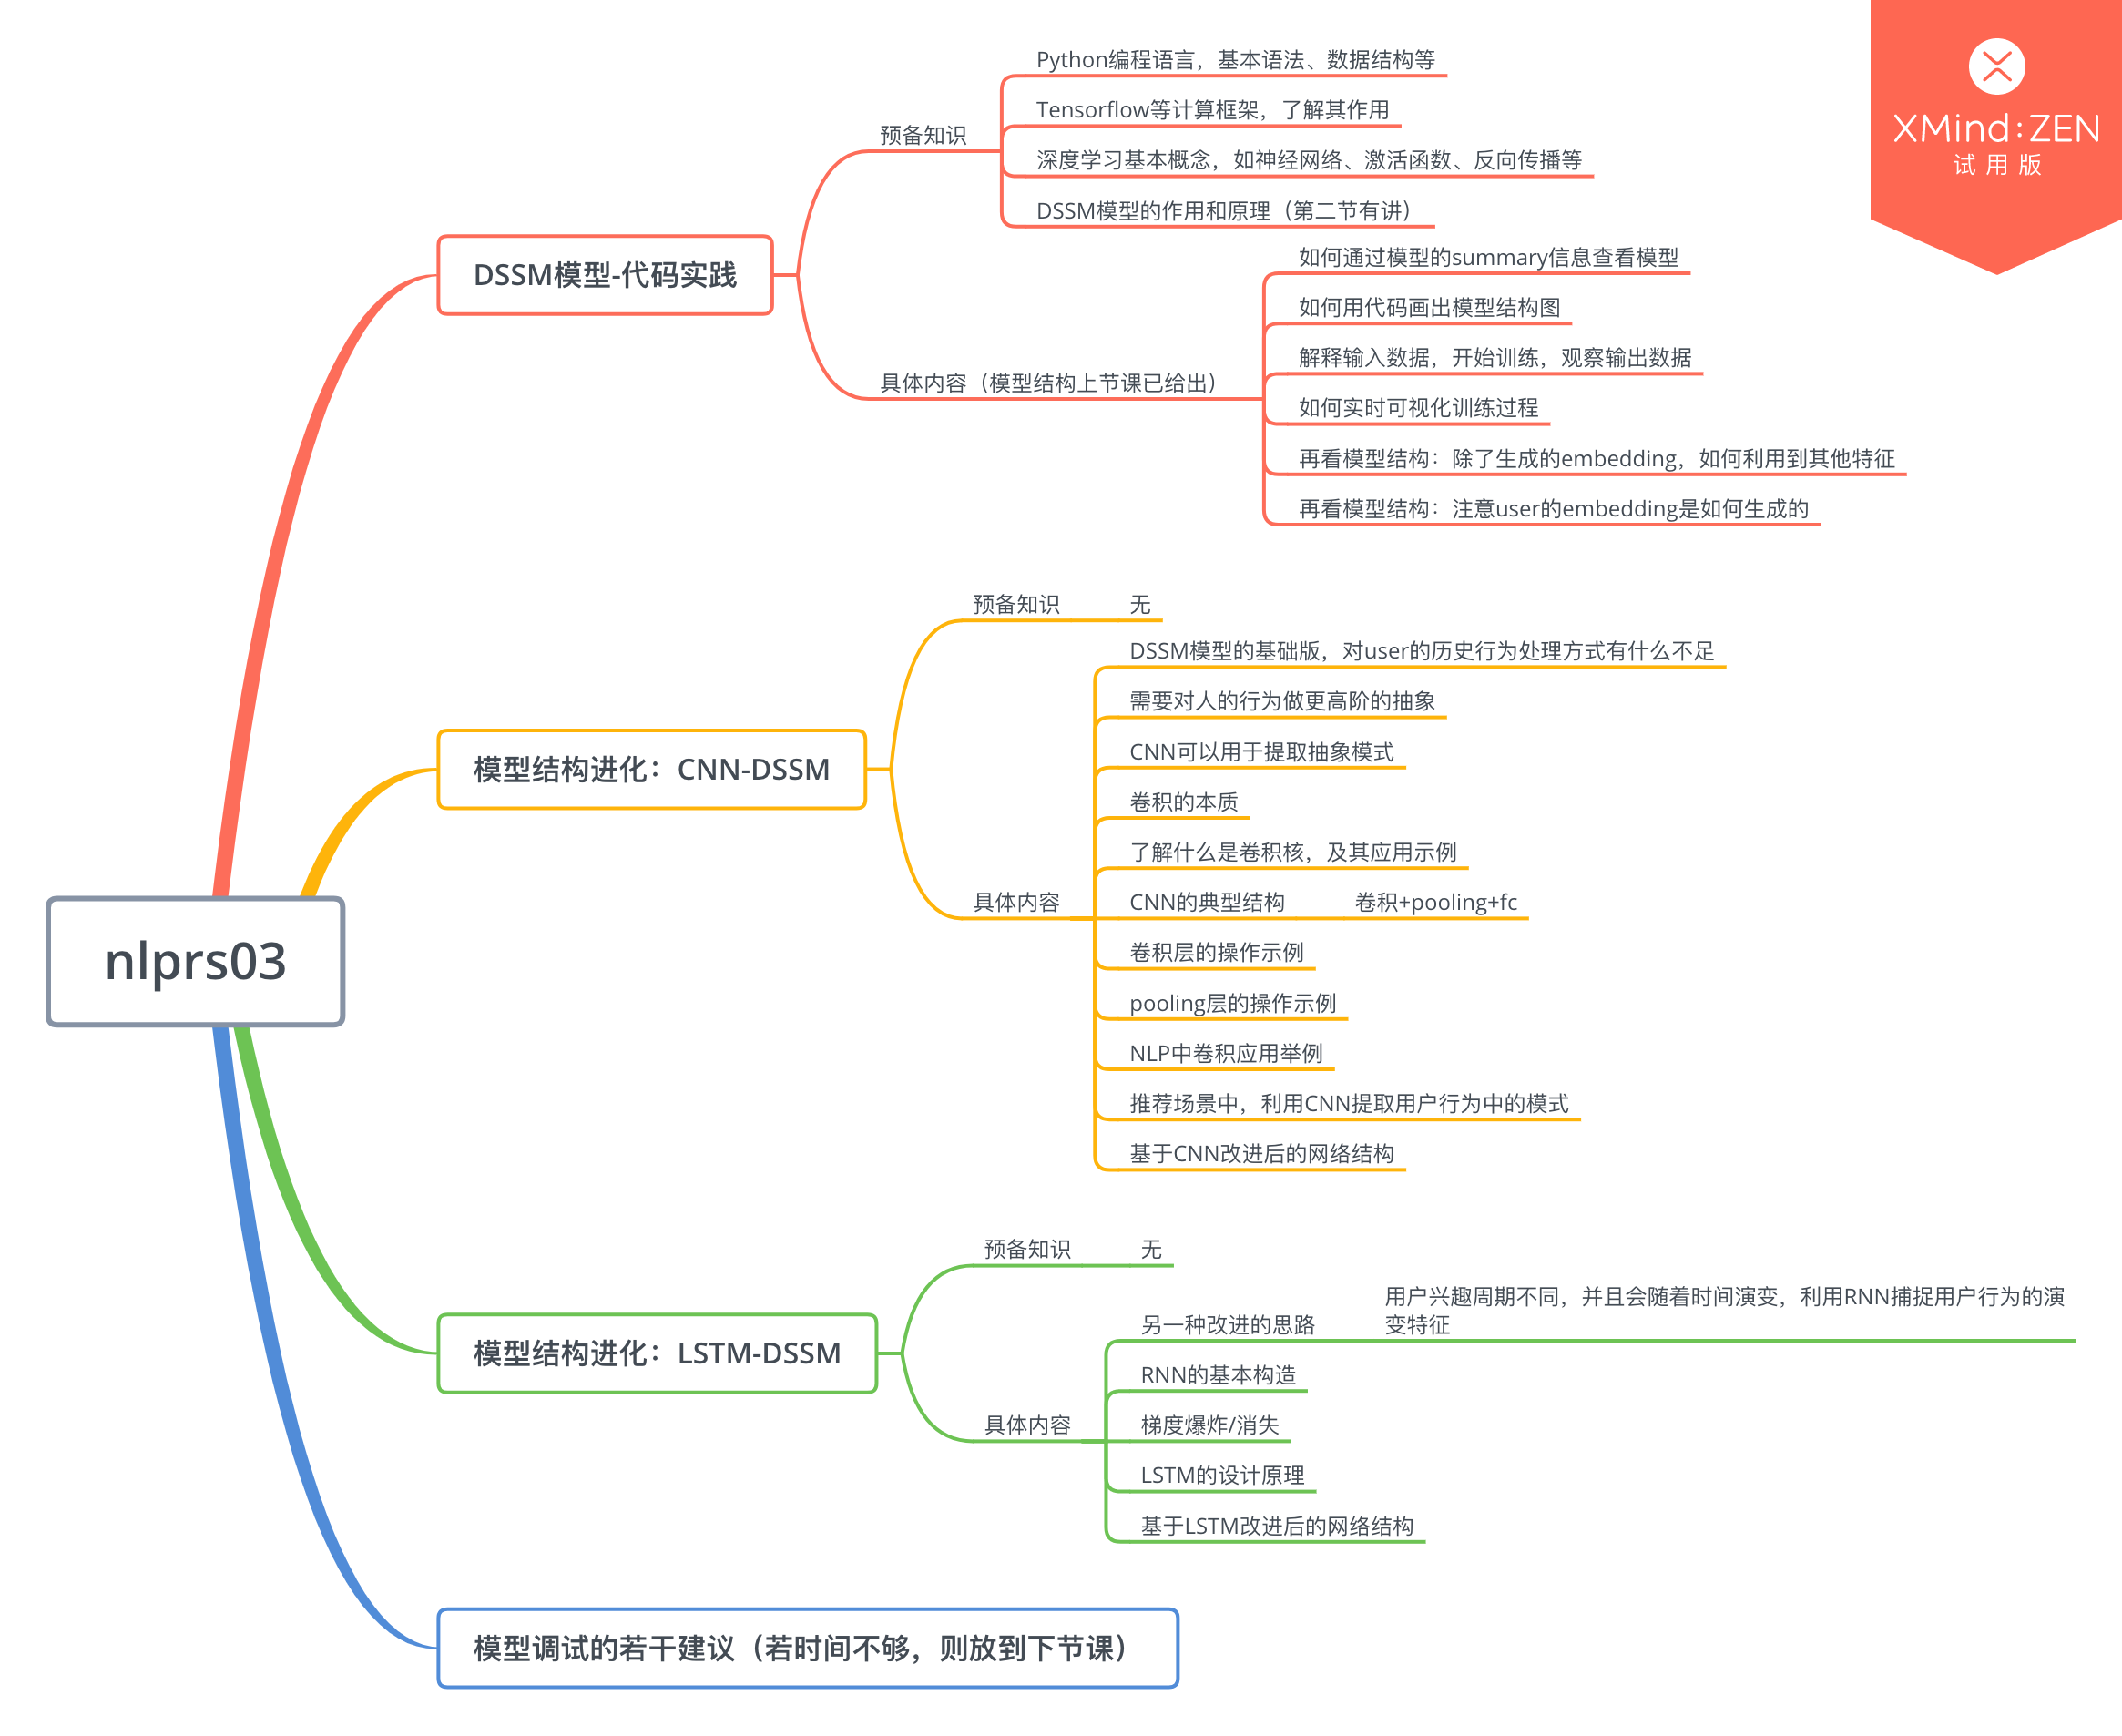 XMind:ZEN
试用版
nlprs03
DSSM模型-代码实践
预备知识
Python编程语言，基本语法、数据结构等
Tensorflow等计算框架，了解其作用
深度学习基本概念，如神经网络、激活函数、反向传播等
DSSM模型的作用和原理（第二节有讲）
具体内容（模型结构上节课已给出）
如何通过模型的summary信息查看模型
如何用代码画出模型结构图
解释输入数据，开始训练，观察输出数据
如何实时可视化训练过程
再看模型结构：除了生成的embedding，如何利用到其他特征
再看模型结构：注意user的embedding是如何生成的
模型结构进化：CNN-DSSM
预备知识
无
具体内容
DSSM模型的基础版，对user的历史行为处理方式有什么不足
需要对人的行为做更高阶的抽象
CNN可以用于提取抽象模式
卷积的本质
了解什么是卷积核，及其应用示例
CNN的典型结构
卷积+pooling+fc
卷积层的操作示例
pooling层的操作示例
NLP中卷积应用举例
推荐场景中，利用CNN提取用户行为中的模式
基于CNN改进后的网络结构
模型结构进化：LSTM-DSSM
预备知识
无
具体内容
另一种改进的思路
用户兴趣周期不同，并且会随着时间演变，利用RNN捕捉用户行为的演
变特征
RNN的基本构造
梯度爆炸/消失
LSTM的设计原理
基于LSTM改进后的网络结构
模型调试的若干建议（若时间不够，则放到下节课）